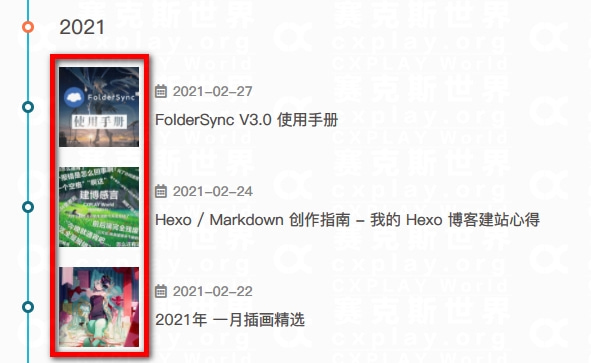 2021
FolderSync
使用手册
2021-02-27
FolderSync V3.0 使用手册
建博感言
CXPLAY World
2021-02-24
Hexo / Markdown 创作指南 - 我的 Hexo 博客建站心得
2021-02-22
2021年 一月插画精选
赛克斯世界
cxplay.org
CXPLAY World